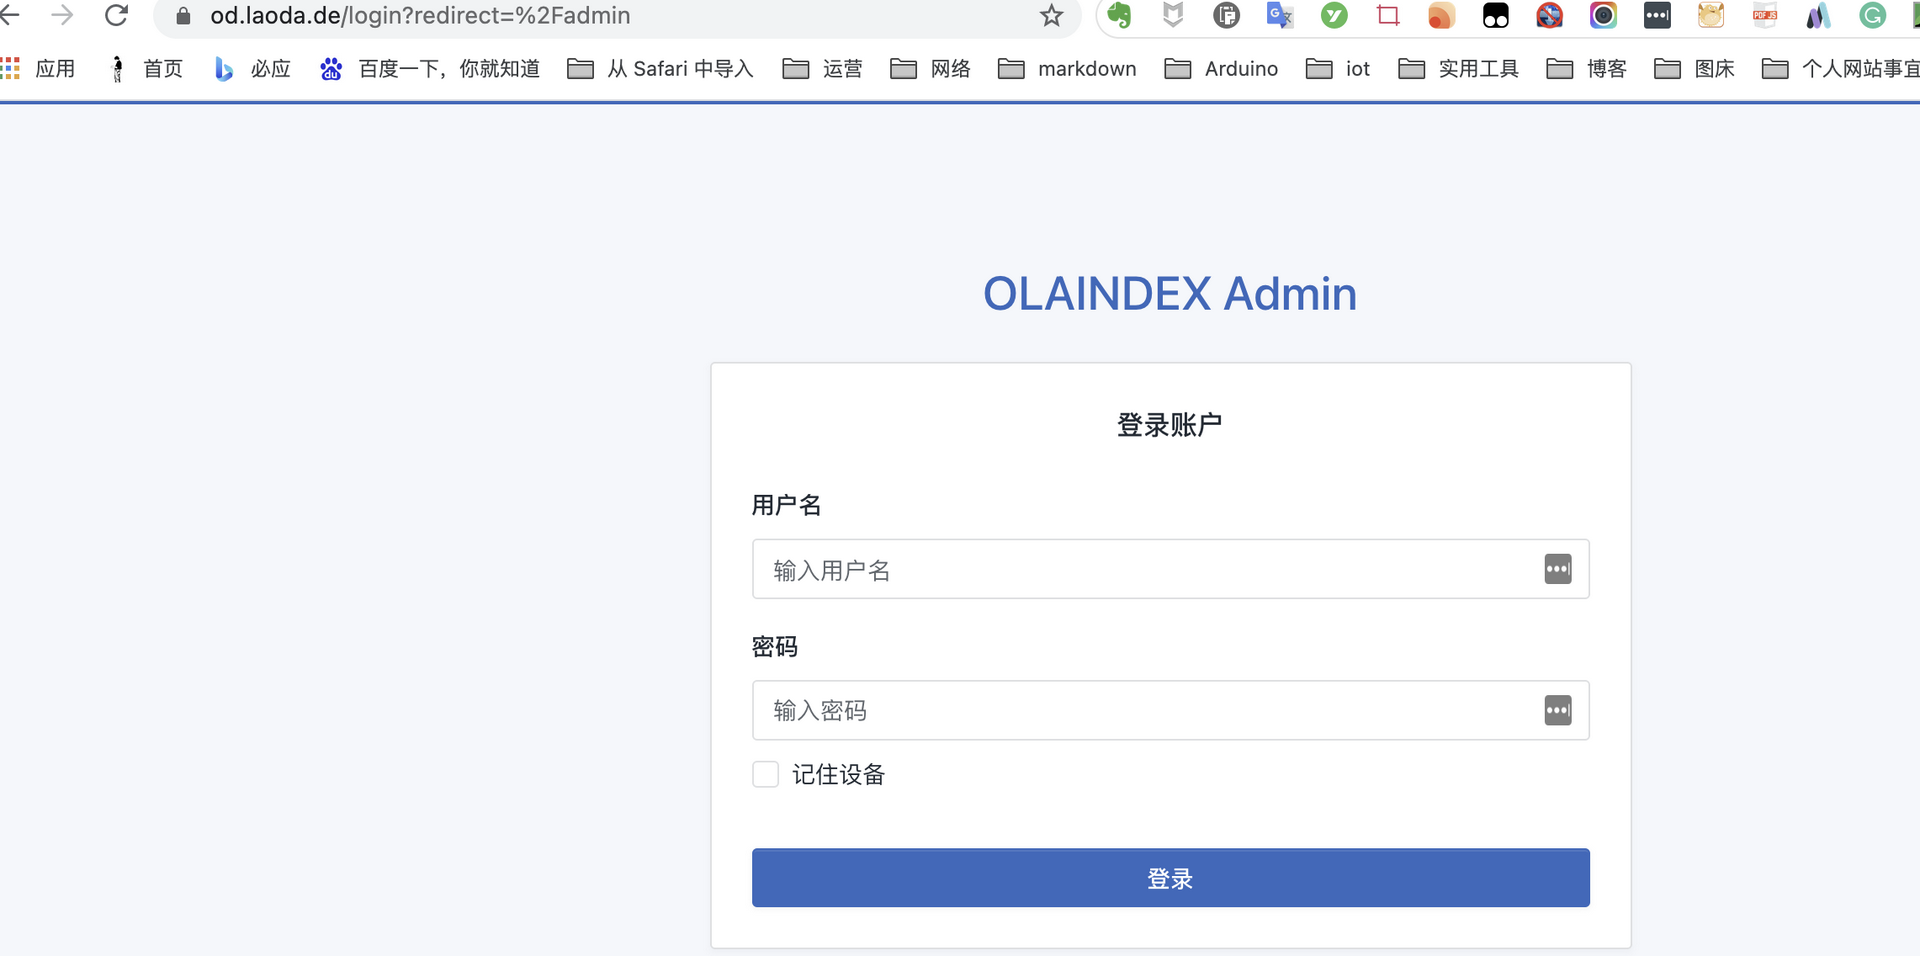 od.laoda.de/login?redirect=%2Fadmin
应用 首页 必应 百度一下，你就知道 从 Safari 中导入 运营 网络 markdown Arduino iot 实用工具 博客 图床 个人网站事宜
OLAINDEX Admin
登录账户
用户名
输入用户名
密码
输入密码
记住设备
登录